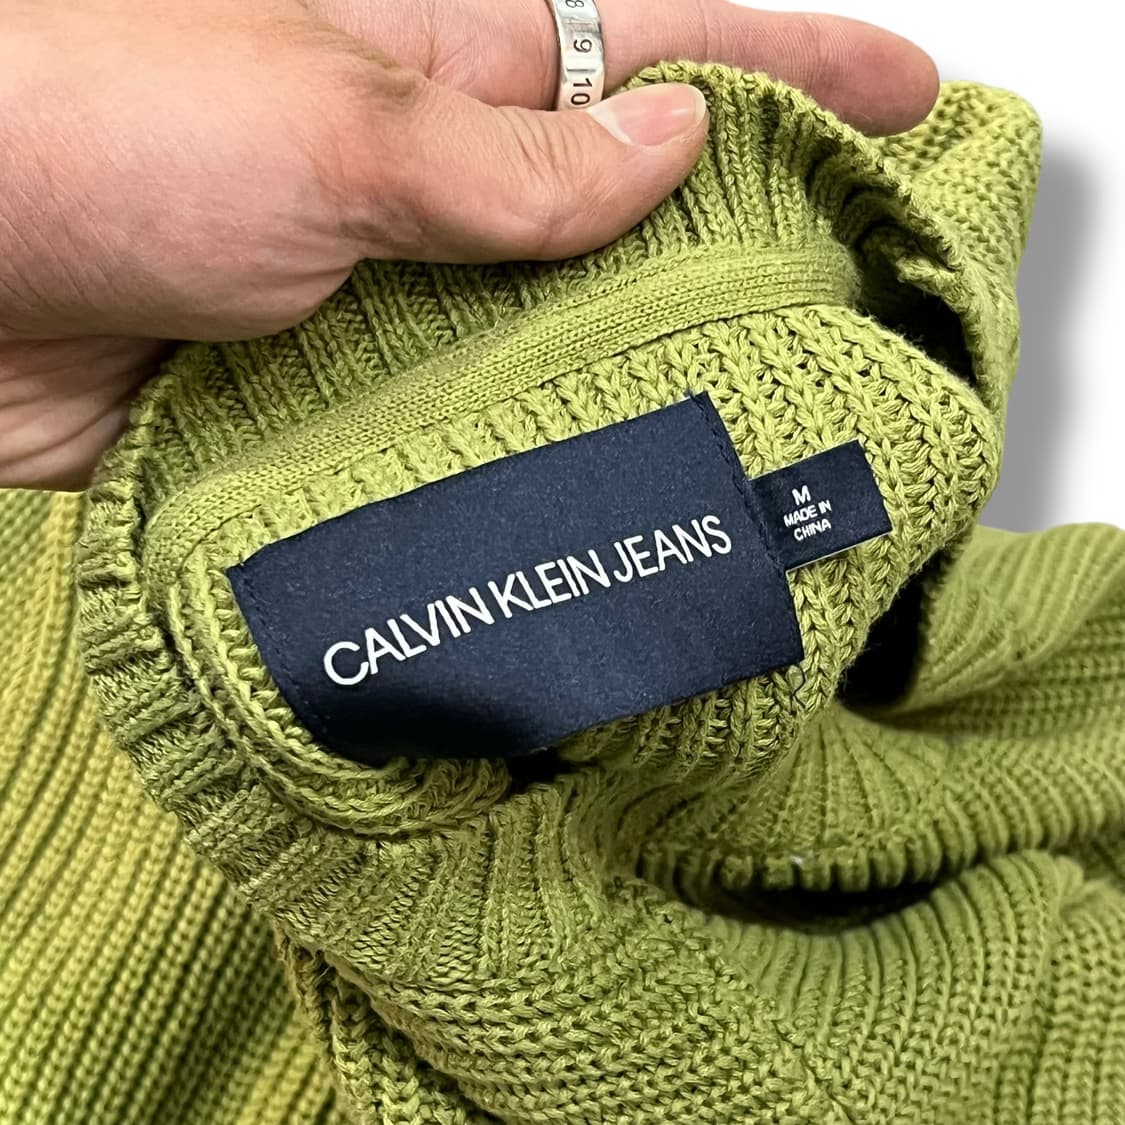 8 9 10
CALVIN KLEIN JEANS
M
MADE IN
CHINA